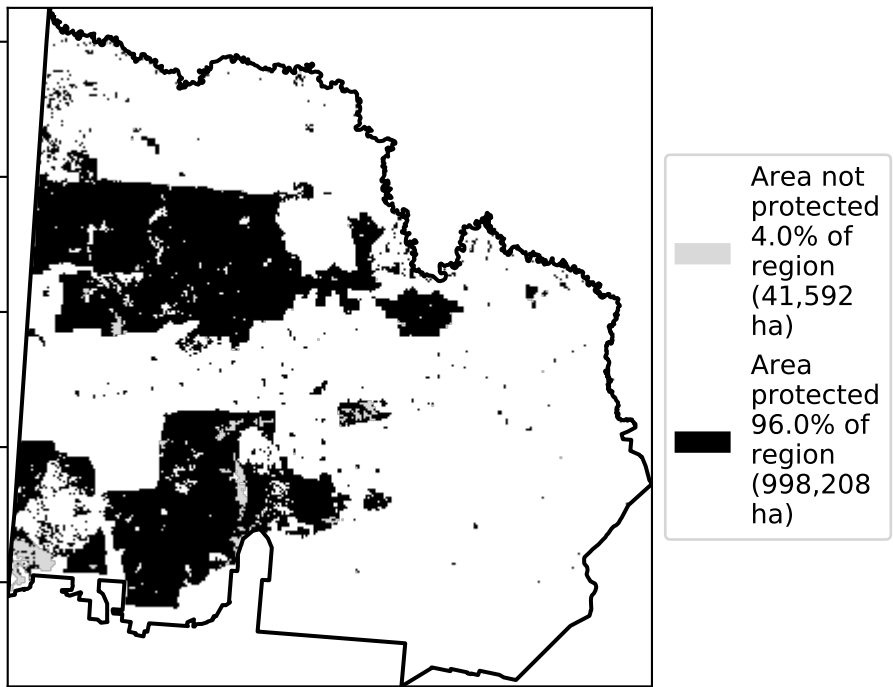 Area not
protected
4.0% of
region
(41,592
ha)
Area
protected
96.0% of
region
(998,208
ha)